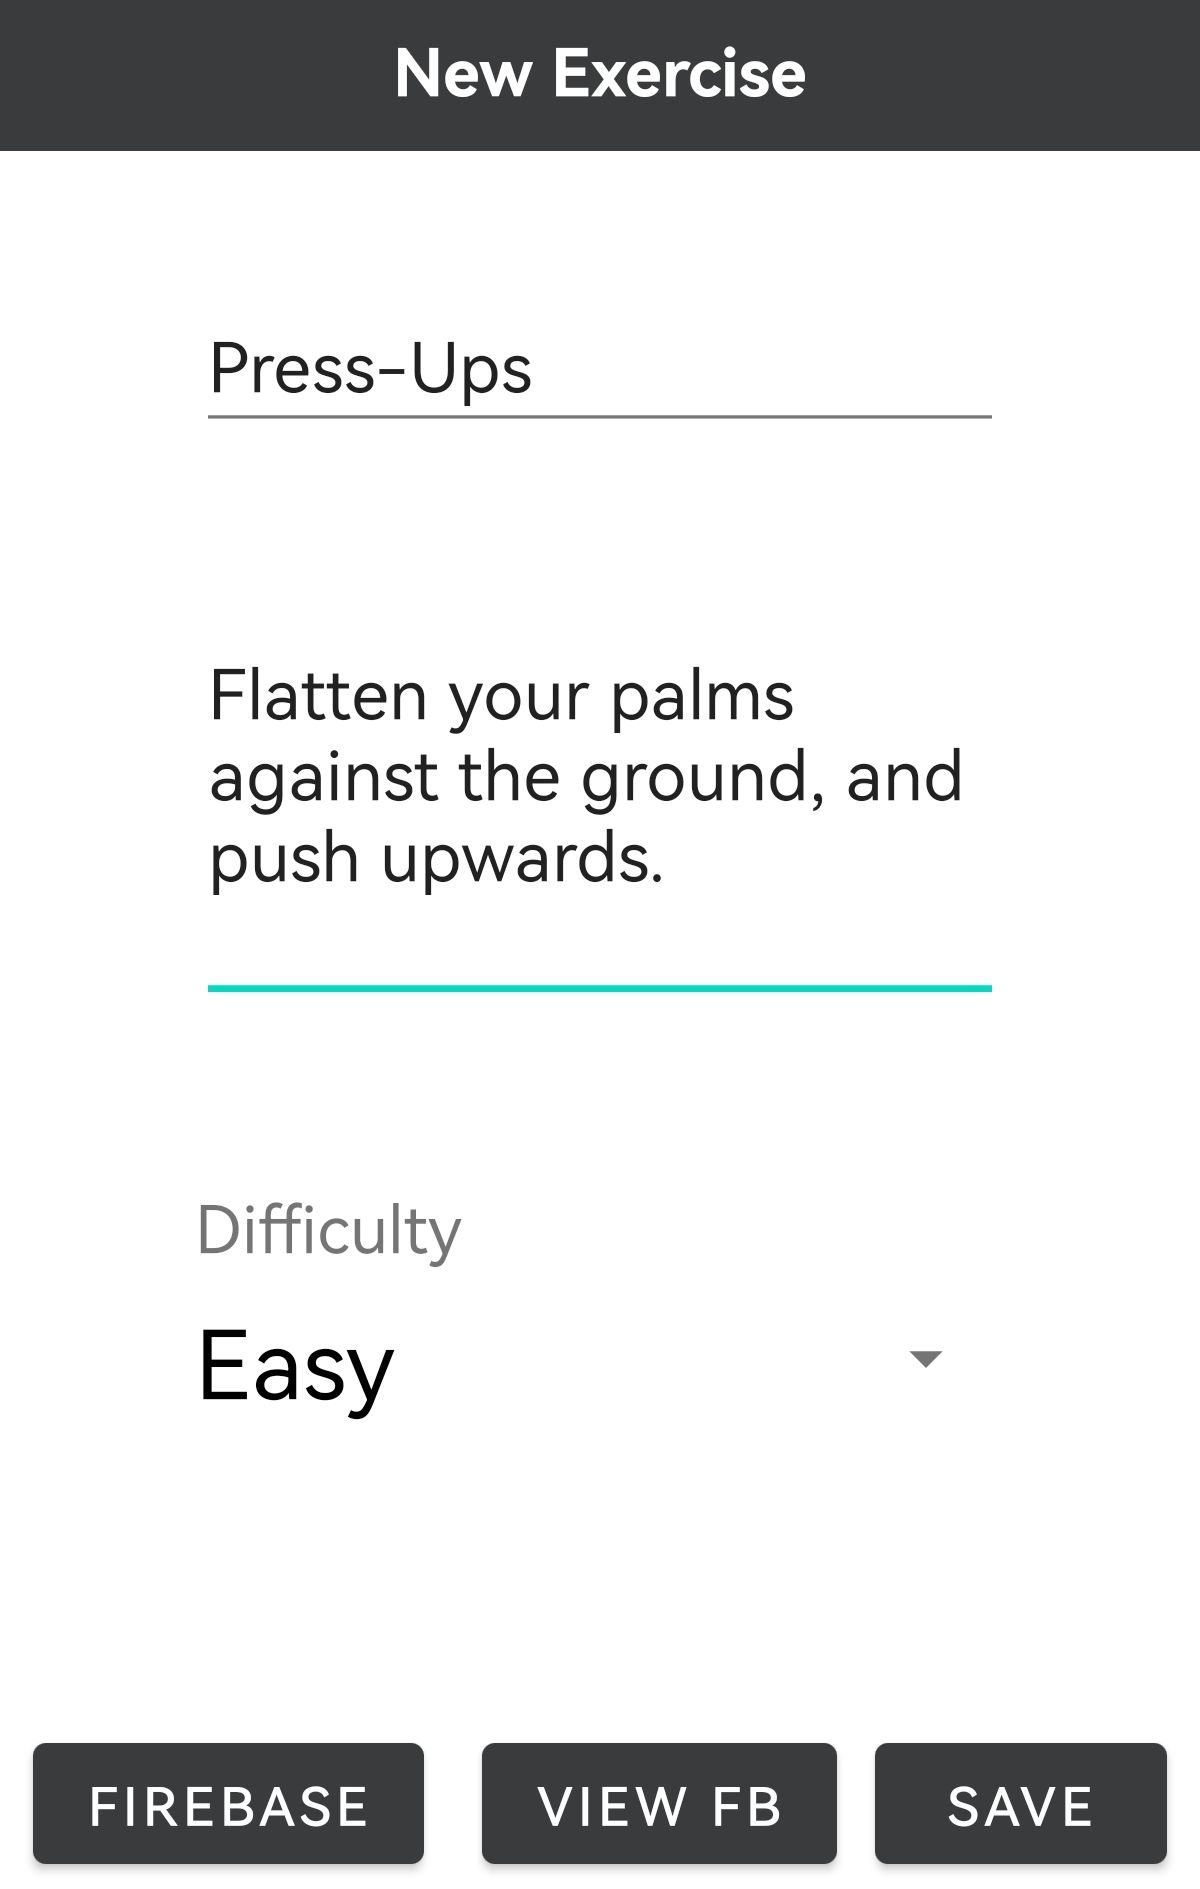 New Exercise
Press-Ups
Flatten your palms
against the ground, and
push upwards.
Difficulty
Easy
FIREBASE VIEW FB SAVE